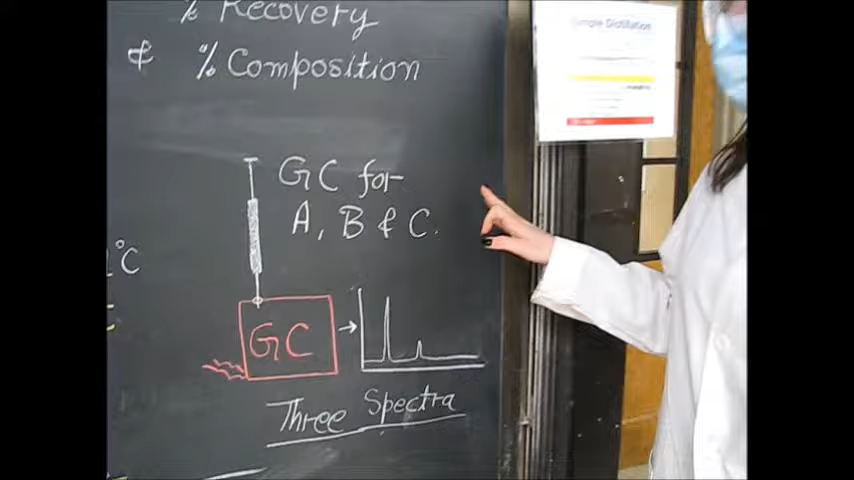 % Recovery
& % Composition
GC for
A, B & C.
°C
GC
Three Spectra
Simple Distillation